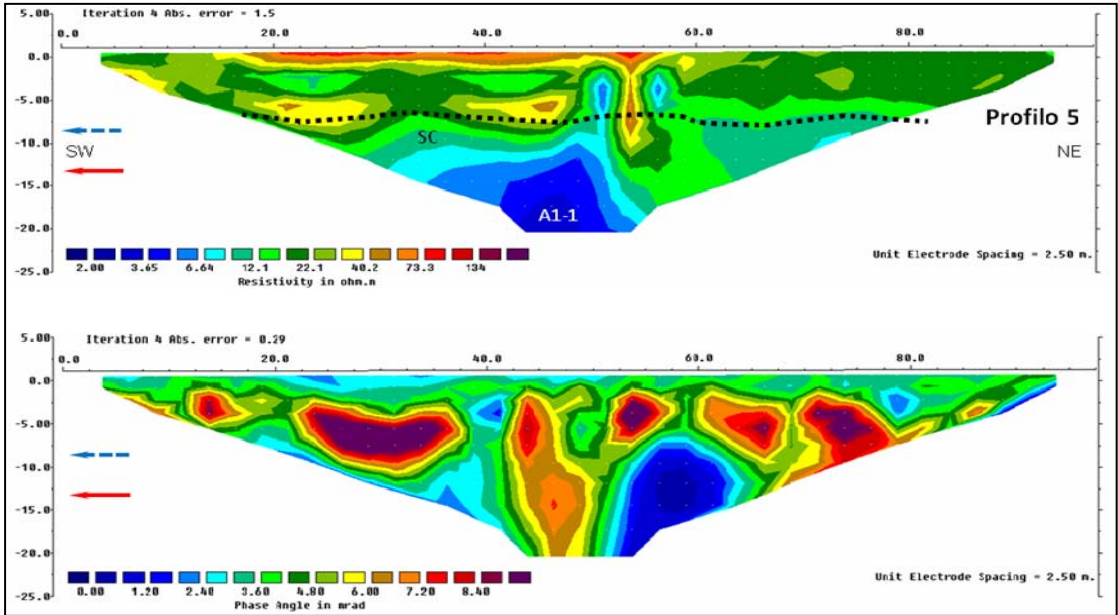 Iteration 4 Abs. error = 1.5
5.00
0.0 20.0 40.0 60.0 80.0
0.0
-5.00
Profilo 5
SW SC NE
-10.0
-15.0
A1-1
-20.0
2.00 3.65 6.64 12.1 22.1 40.2 73.3 134
Unit Electrode Spacing = 2.50 m.
-25.0
Resistivity in ohm.m
Iteration 4 Abs. error = 0.29
5.00
0.0 20.0 40.0 60.0 80.0
0.0
-5.00
-10.0
-15.0
-20.0
0.00 1.20 2.40 3.60 4.80 6.00 7.20 8.40
Unit Electrode Spacing = 2.50 m.
-25.0
Phase Angle in mrad